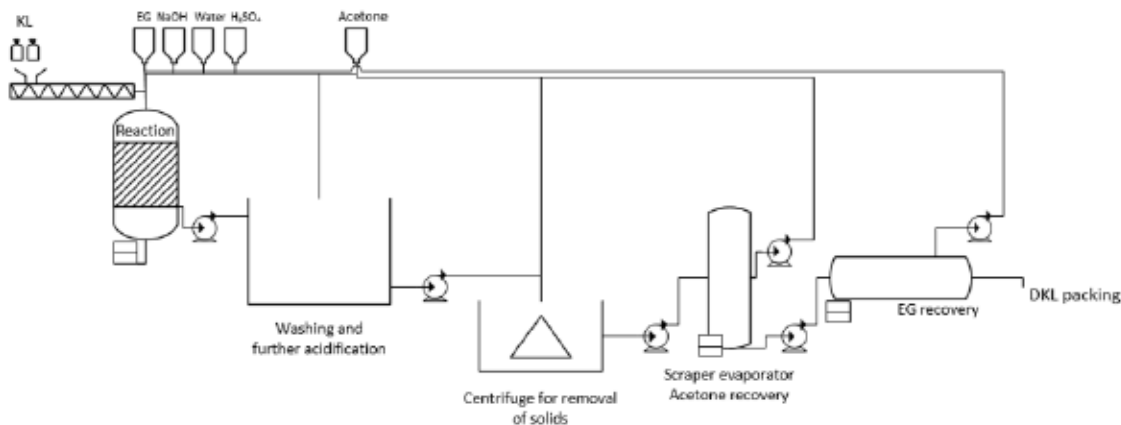 KL
EG NaOH Water H₂SO₄
Acetone
Reaction
Washing and
further acidification
Centrifuge for removal
of solids
Scraper evaporator
Acetone recovery
EG recovery
DKL packing